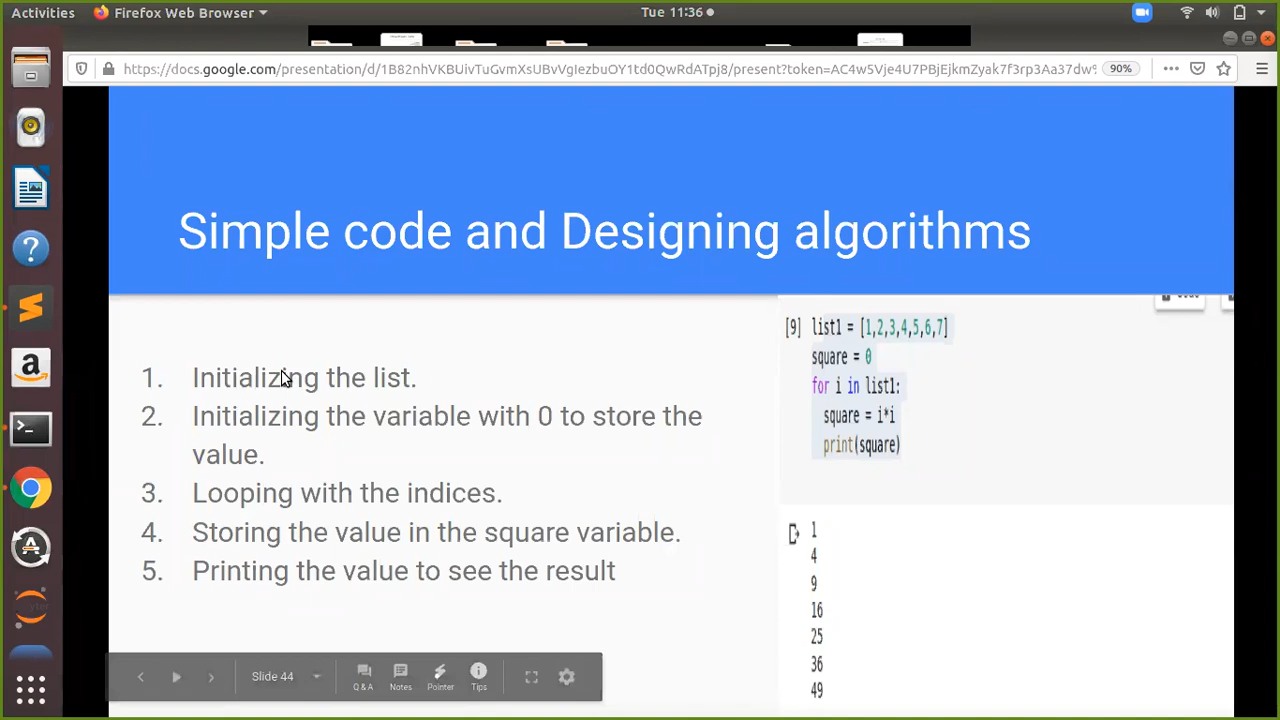 Activities
Firefox Web Browser
Tue 11:36
https://docs.google.com/presentation/d/1B82nhVKBUivTuGvmXsUBvVgIezbuOY1td0QwRdATpj8/present?token=AC4w5Vje4U7PBjEjkmZyak7f3rp3Aa37dw%
90%
Simple code and Designing algorithms
1. Initializing the list.
2. Initializing the variable with 0 to store the
value.
3. Looping with the indices.
4. Storing the value in the square variable.
5. Printing the value to see the result
[9] list1 = [1,2,3,4,5,6,7]
square = 0
for i in list1:
square = i*i
print(square)
1
4
9
16
25
36
49
Slide 44
Q & A
Notes
Pointer
Tips